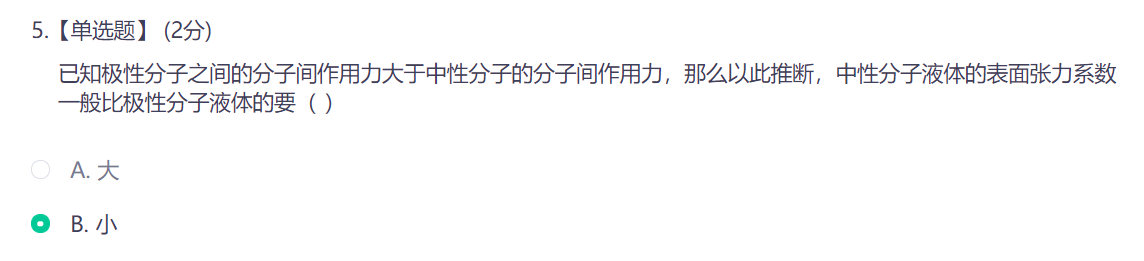 5.【单选题】 (2分)
已知极性分子之间的分子间作用力大于中性分子的分子间作用力，那么以此推断，中性分子液体的表面张力系数
一般比极性分子液体的要（ ）
A. 大
B. 小